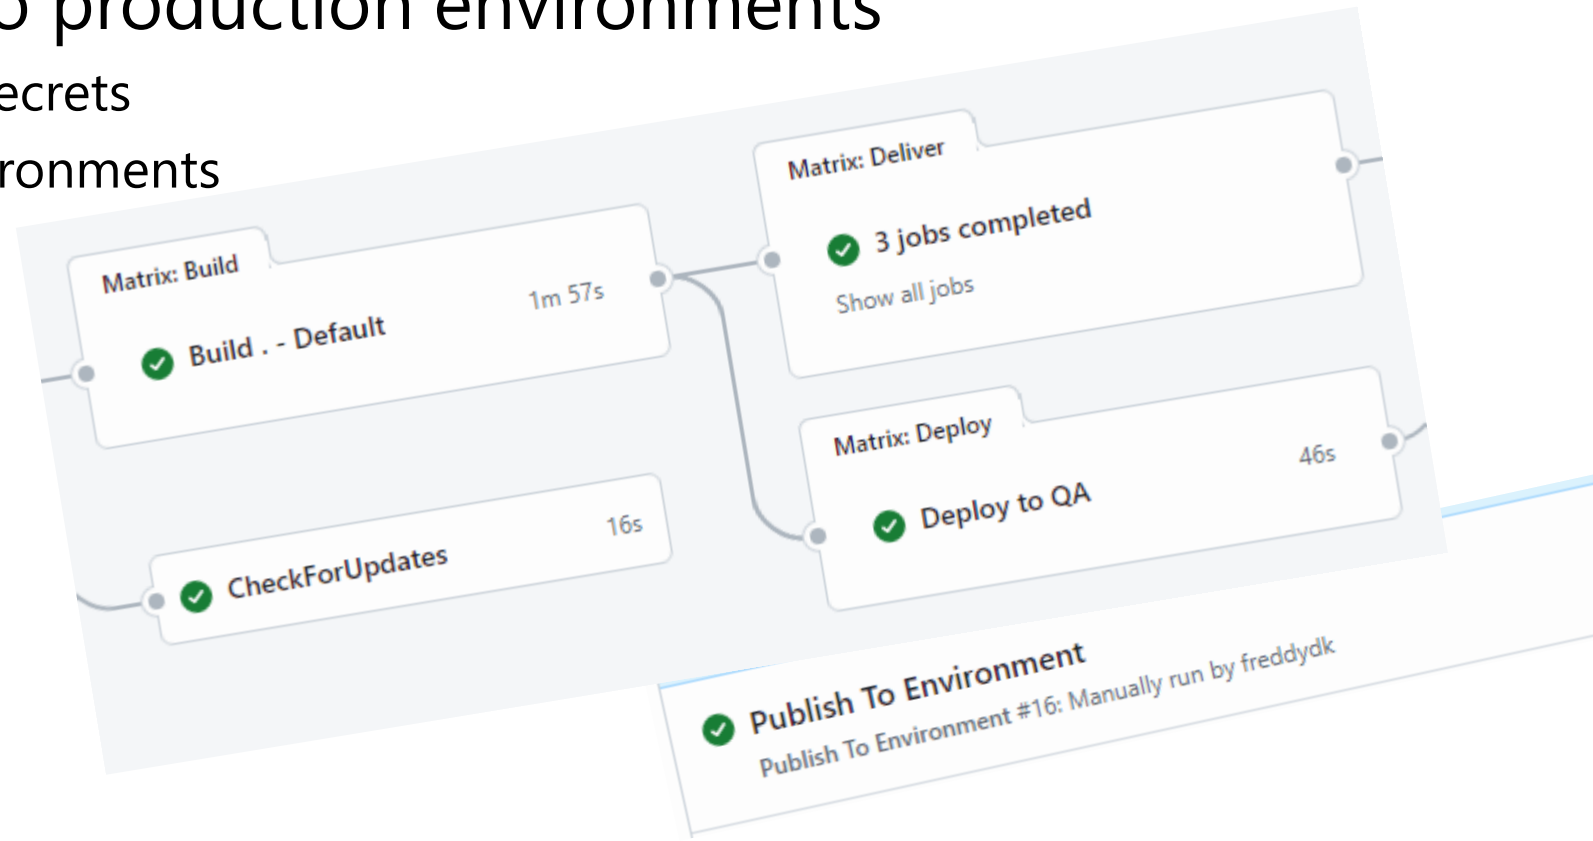 production environments
ecrets
ronments
Matrix: Build
Build . - Default
1m 57s
CheckForUpdates
16s
Matrix: Deliver
3 jobs completed
Show all jobs
Matrix: Deploy
Deploy to QA
46s
Publish To Environment
Publish To Environment #16: Manually run by freddydk